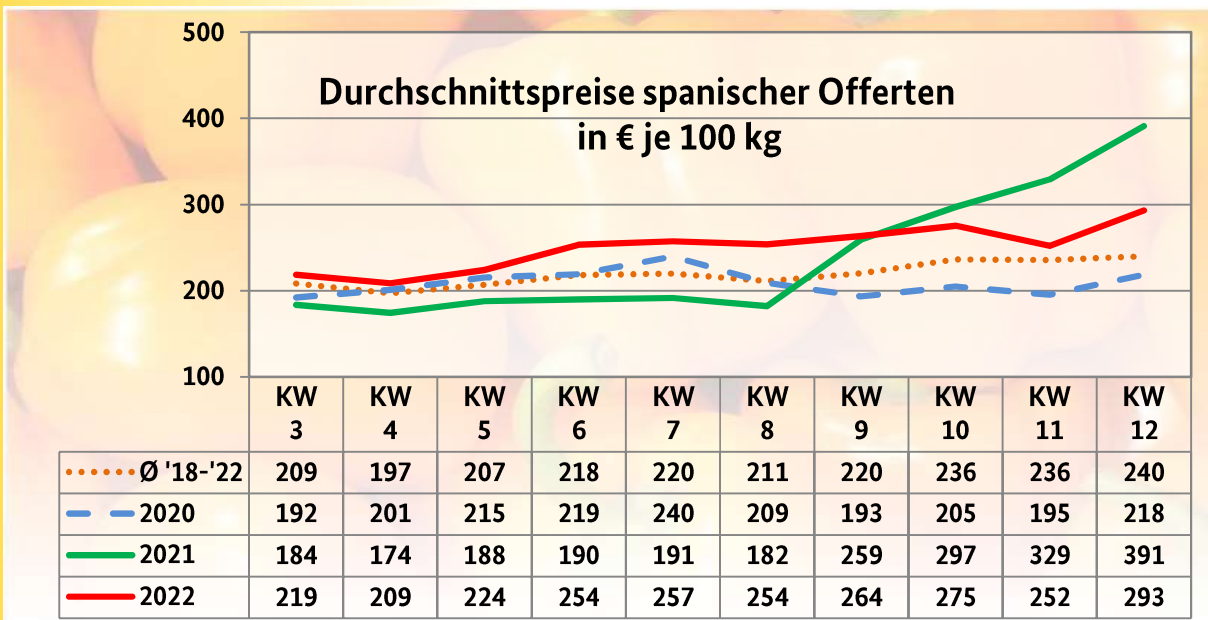 500
Durchschnittspreise spanischer Offerten
400
in € je 100 kg
300
200
100
KW KW KW KW KW KW KW KW KW KW
3 4 5 6 7 8 9 10 11 12
Ø '18-'22 209 197 207 218 220 211 220 236 236 240
2020 192 201 215 219 240 209 193 205 195 218
2021 184 174 188 190 191 182 259 297 329 391
2022 219 209 224 254 257 254 264 275 252 293